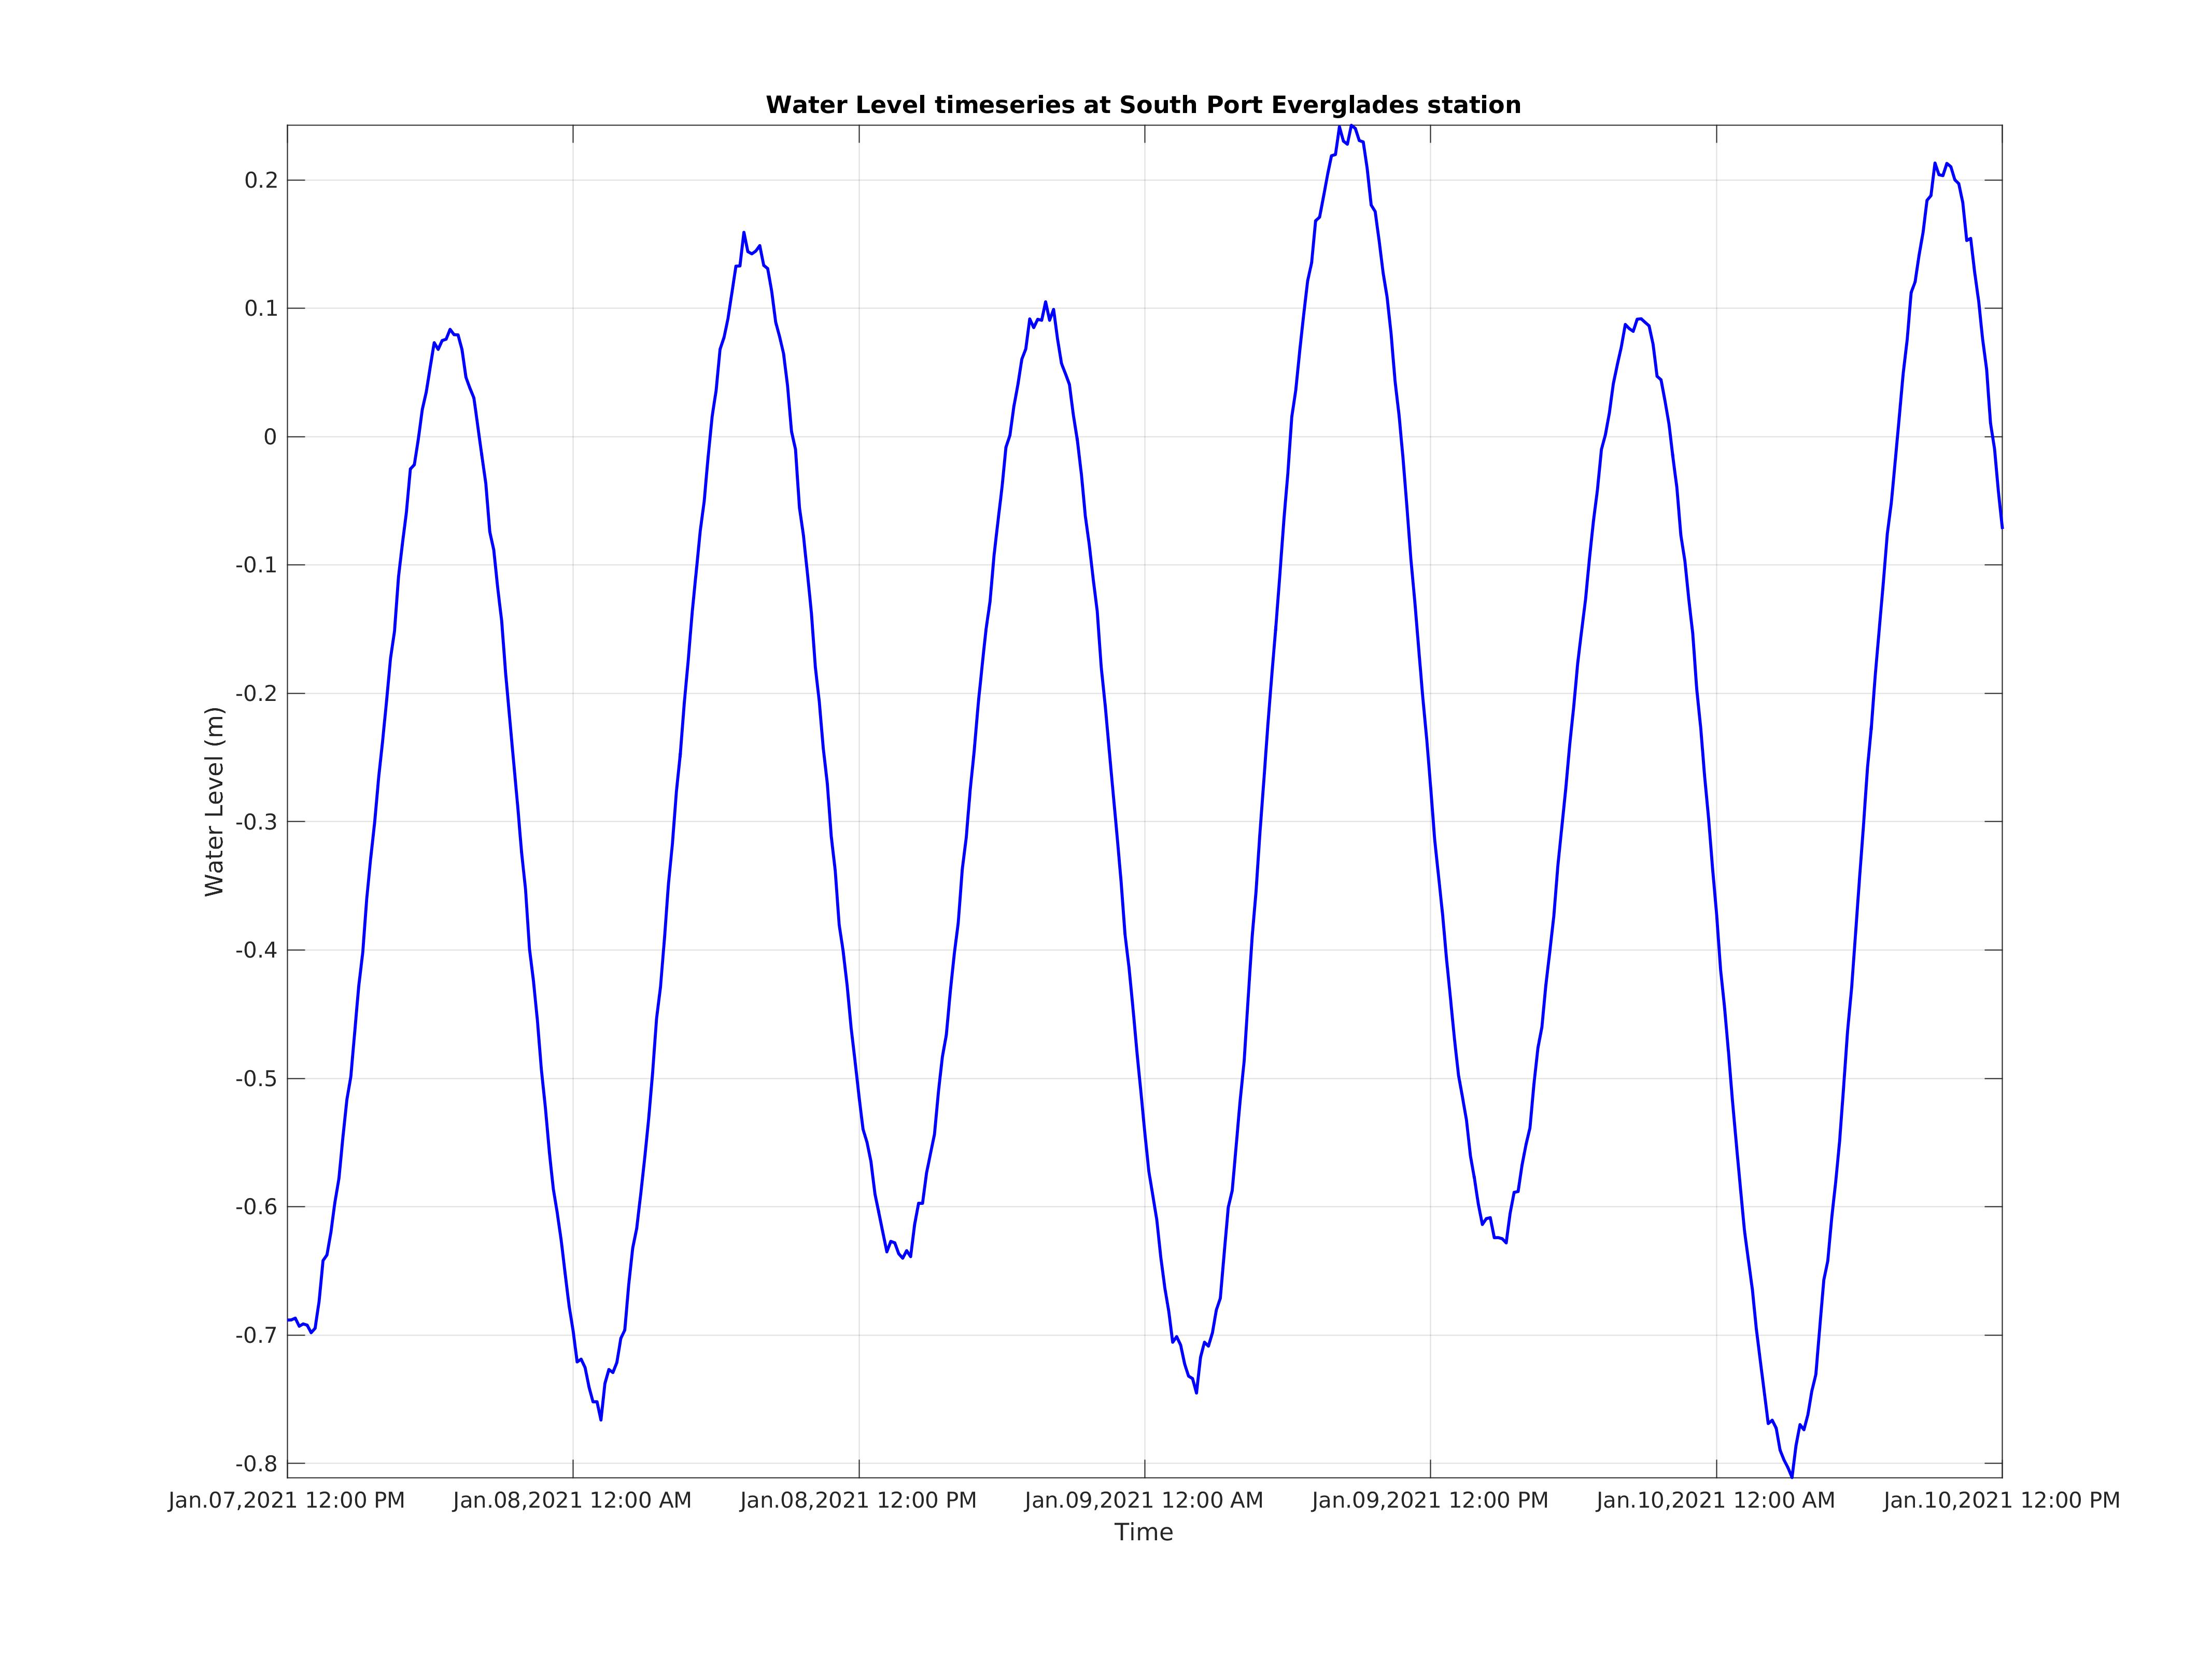 Water Level timeseries at South Port Everglades station
0.2
0.1
0
-0.1
-0.2
-0.3
-0.4
-0.5
-0.6
-0.7
-0.8
Water Level (m)
Jan.07,2021 12:00 PM
Jan.08,2021 12:00 AM
Jan.08,2021 12:00 PM
Jan.09,2021 12:00 AM
Jan.09,2021 12:00 PM
Jan.10,2021 12:00 AM
Jan.10,2021 12:00 PM
Time